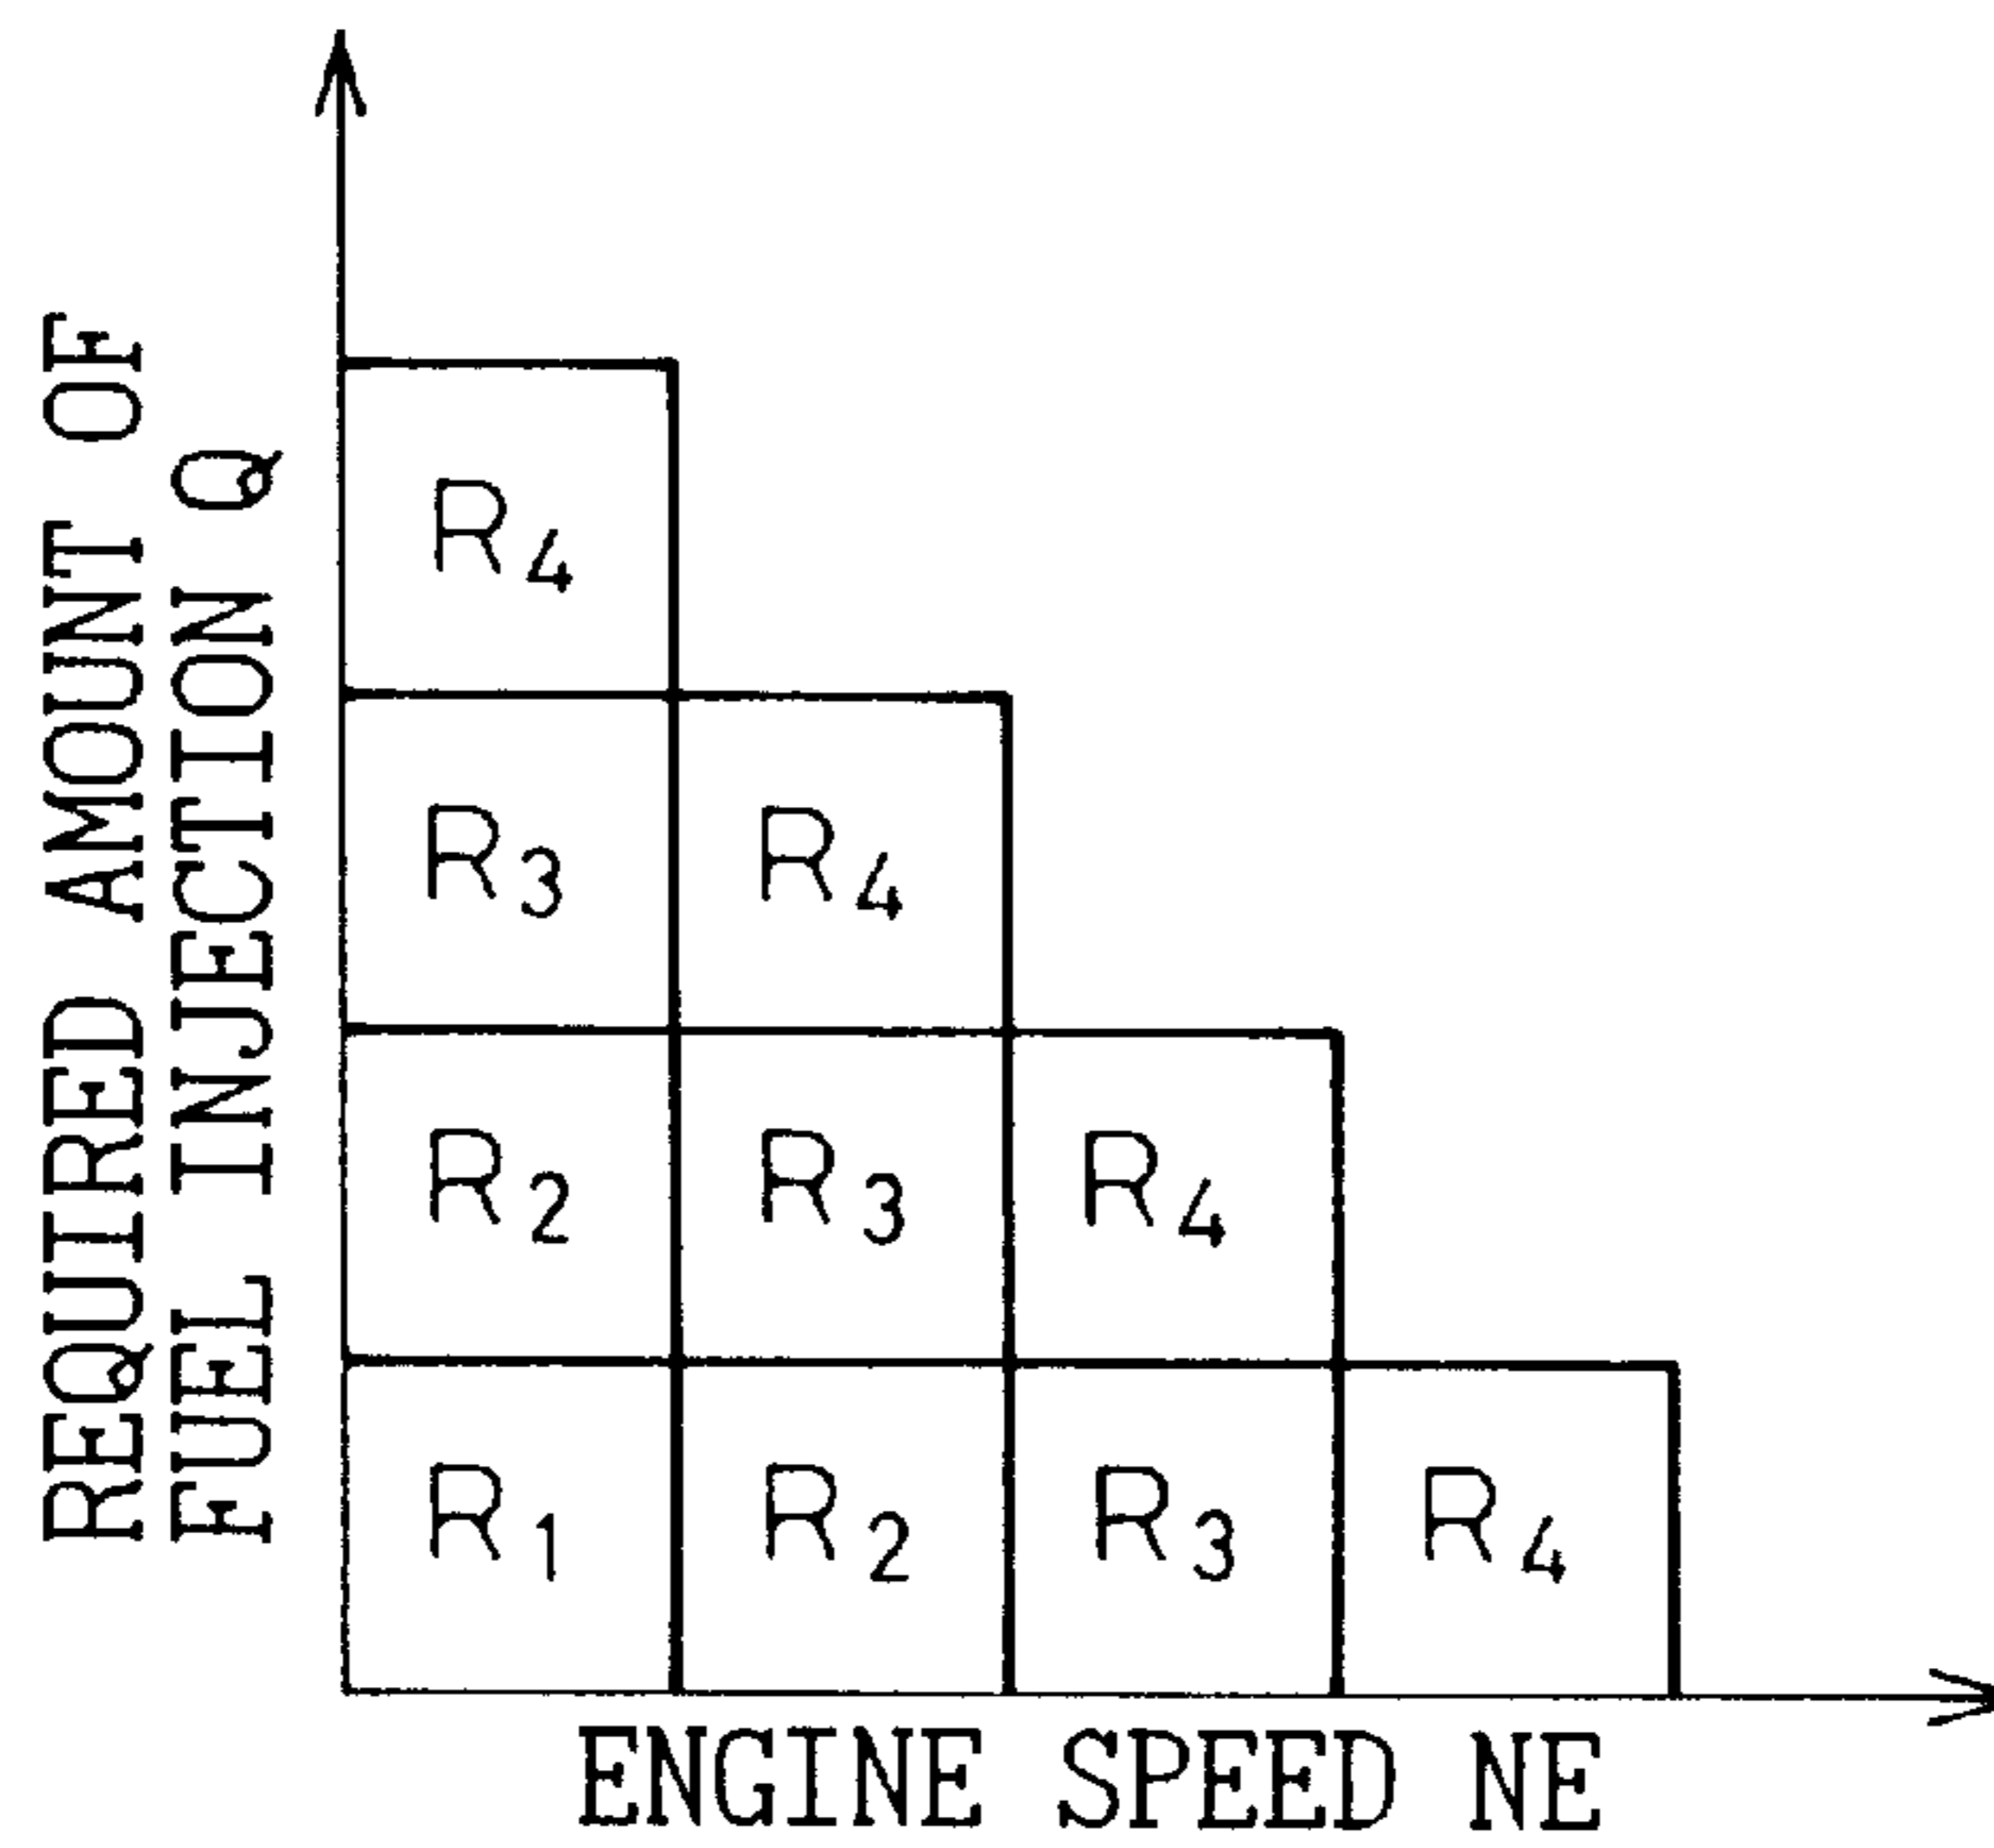 REQUIRED AMOUNT OF
FUEL INJECTION Q
R4
R3 R4
R2 R3 R4
R1 R2 R3 R4
ENGINE SPEED NE